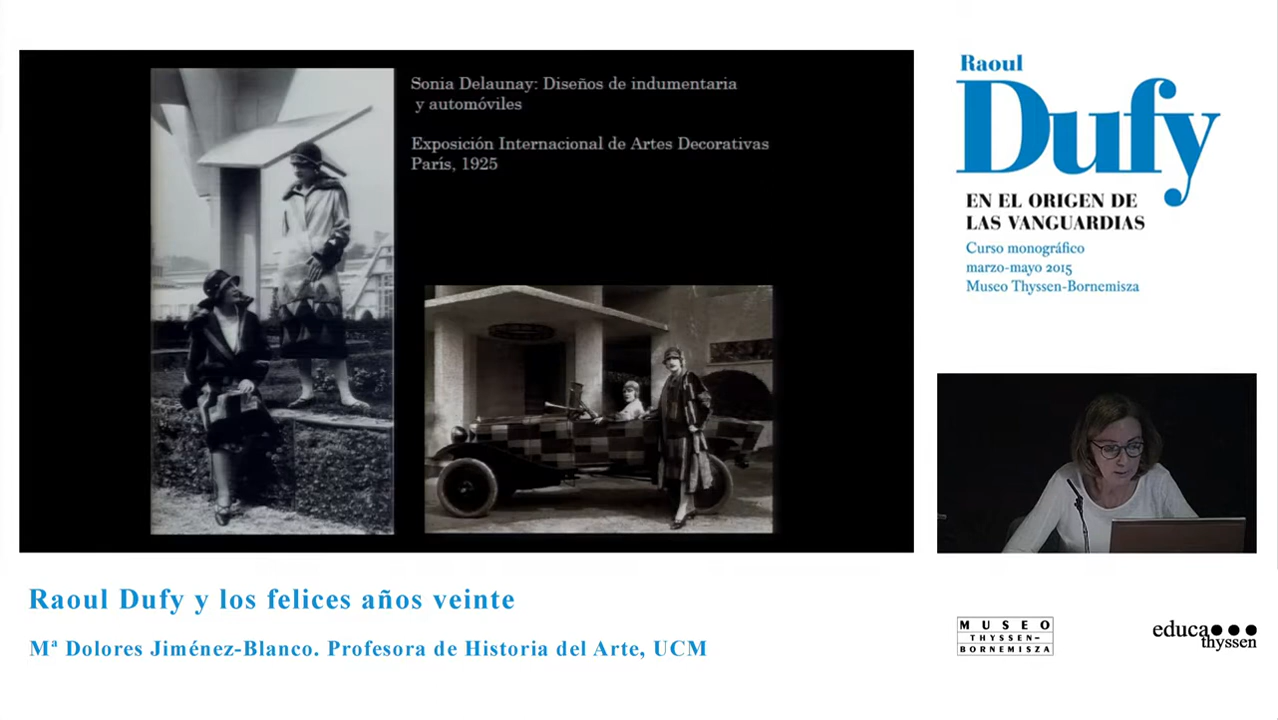 Sonia Delaunay: Diseños de indumentaria
y automóviles
Exposición Internacional de Artes Decorativas
París, 1925
Raoul
Dufy
EN EL ORIGEN DE
LAS VANGUARDIAS
Curso monográfico
marzo-mayo 2015
Museo Thyssen-Bornemisza
Raoul Dufy y los felices años veinte
Mª Dolores Jiménez-Blanco. Profesora de Historia del Arte, UCM
MUSEO
THYSSEN-
BORNEMISZA
educa
thyssen